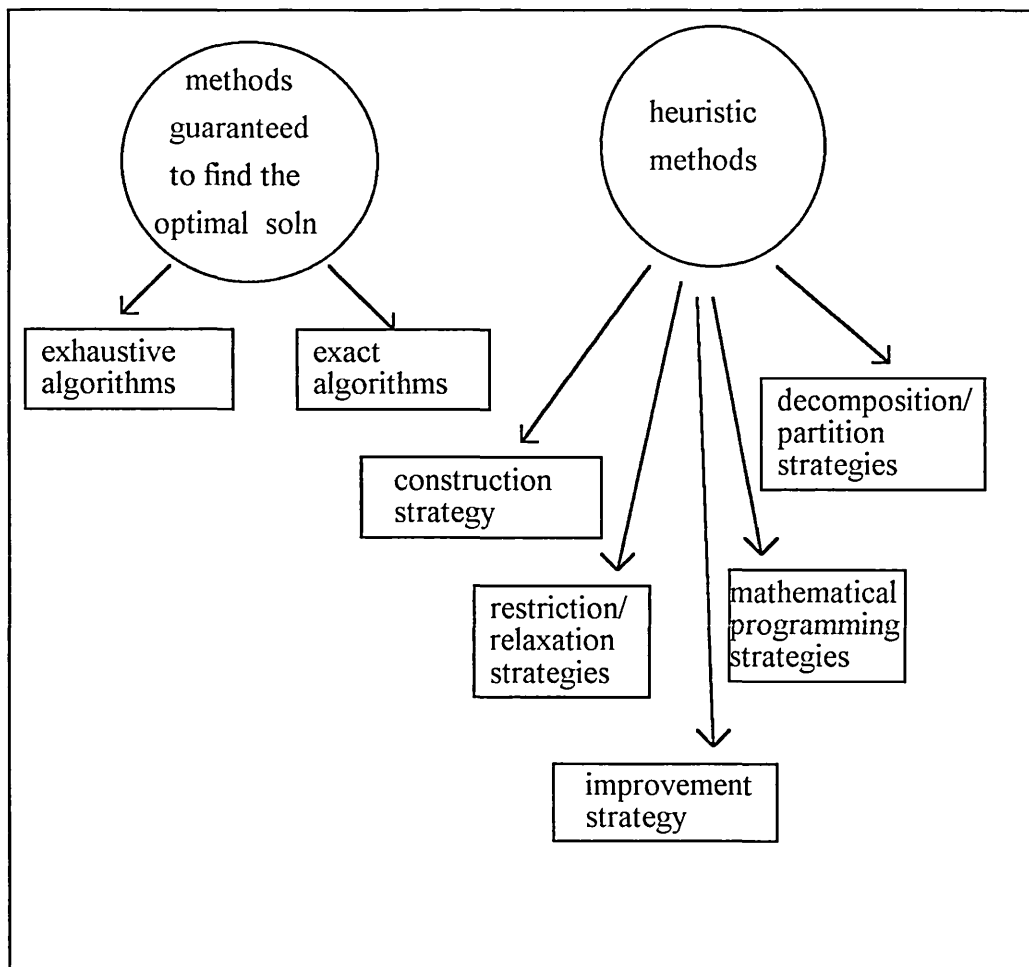 methods
guaranteed
to find the
optimal soln
heuristic
methods
exhaustive
algorithms
exact
algorithms
decomposition/
partition
strategies
construction
strategy
restriction/
relaxation
strategies
mathematical
programming
strategies
improvement
strategy